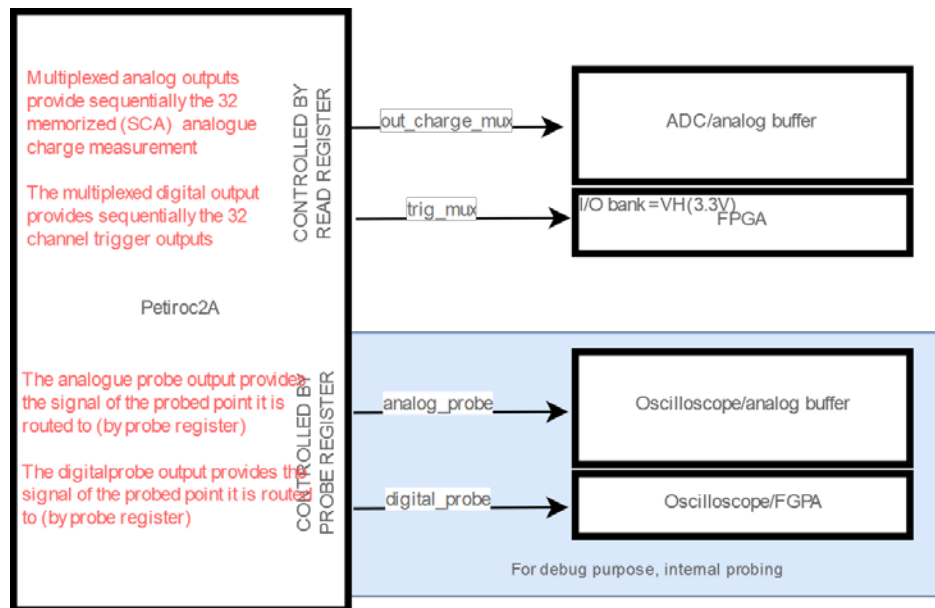 Multiplexed analog outputs
provide sequentially the 32
memorized (SCA) analogue
charge measurement
The multiplexed digital output
provides sequentially the 32
channel trigger outputs
CONTROLLED BY
READ REGISTER
out_charge_mux
ADC/analog buffer
trig_mux
I/O bank =VH(3.3V)
FPGA
Petiroc2A
The analogue probe output provides
the signal of the probed point it is
routed to (by probe register)
The digitalprobe output provides the
signal of the probed point it is routed
to (by probe register)
CONTROLLED BY
PROBE REGISTER
analog_probe
Oscilloscope/analog buffer
digital_probe
Oscilloscope/FGPA
For debug purpose, internal probing